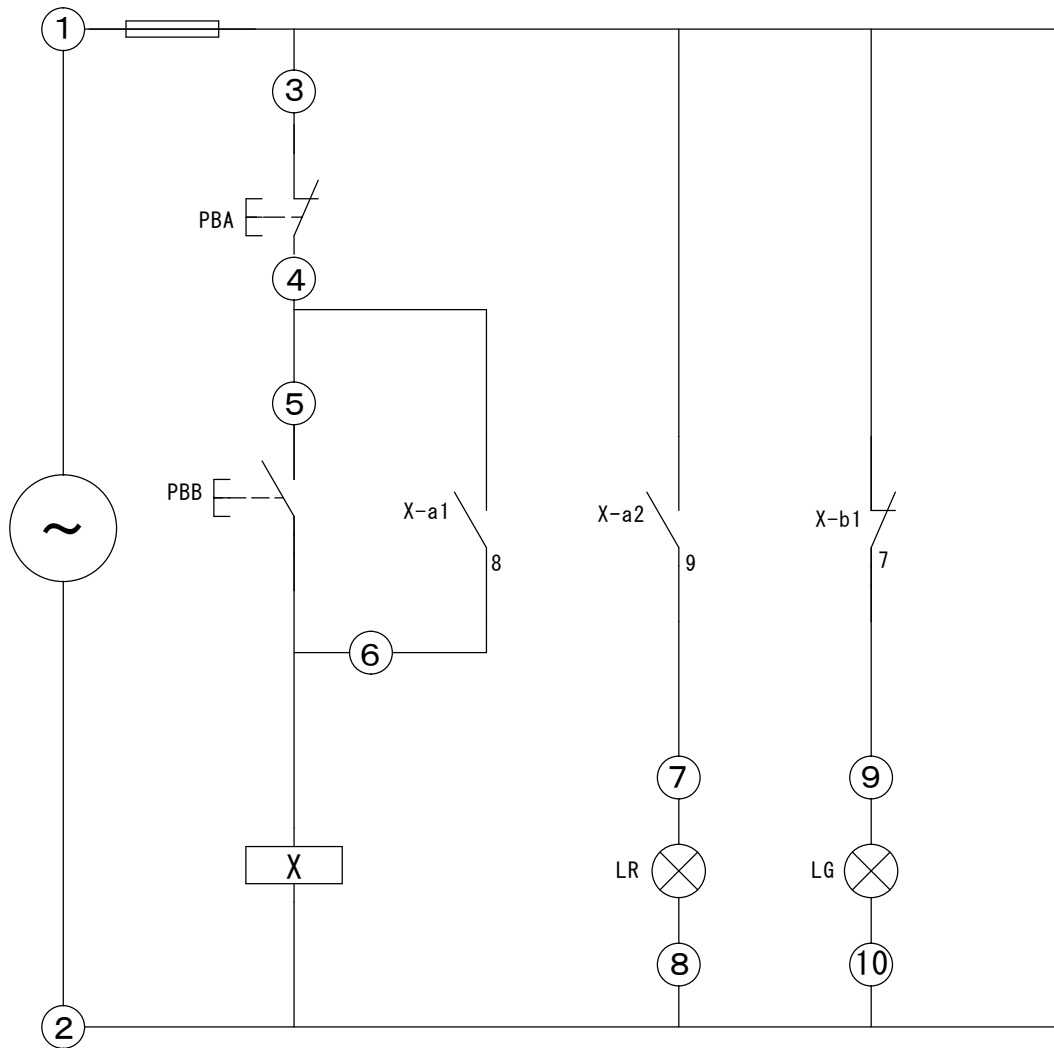 ①
③
PBA
④
⑤
PBB
X-a1
X-a2
X-b1
~
8
9
7
⑥
⑦
⑨
X
LR
LG
⑧
⑩
②